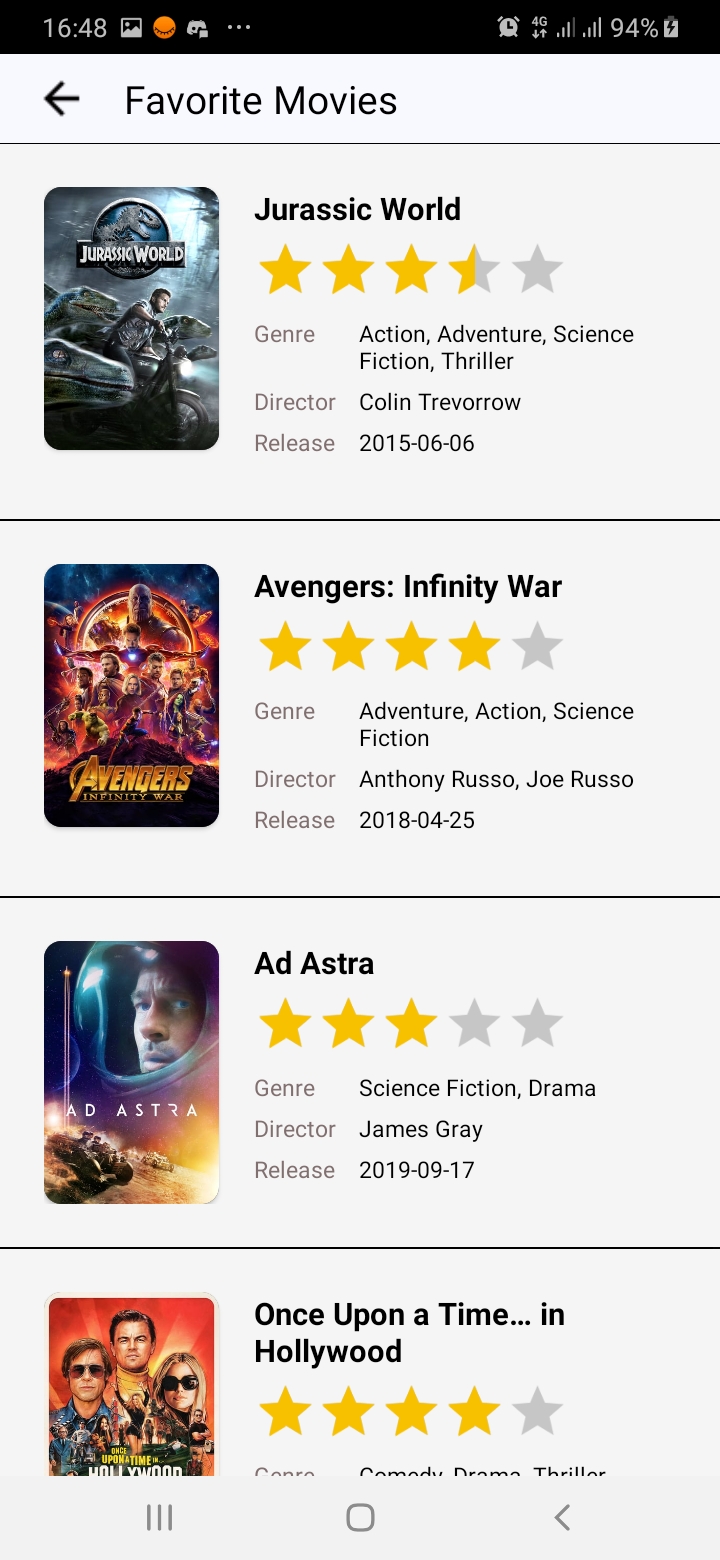 16:48 4G 94%
Favorite Movies
JURASSIC WORLD
Jurassic World
Genre Action, Adventure, Science
Fiction, Thriller
Director Colin Trevorrow
Release 2015-06-06
AVENGERS
INFINITY WAR
Avengers: Infinity War
Genre Adventure, Action, Science
Fiction
Director Anthony Russo, Joe Russo
Release 2018-04-25
AD ASTRA
Ad Astra
Genre Science Fiction, Drama
Director James Gray
Release 2019-09-17
ONCE
UPON A TIME IN
HOLLYWOOD
Once Upon a Time… in
Hollywood
Genre Comedy, Drama, Thriller